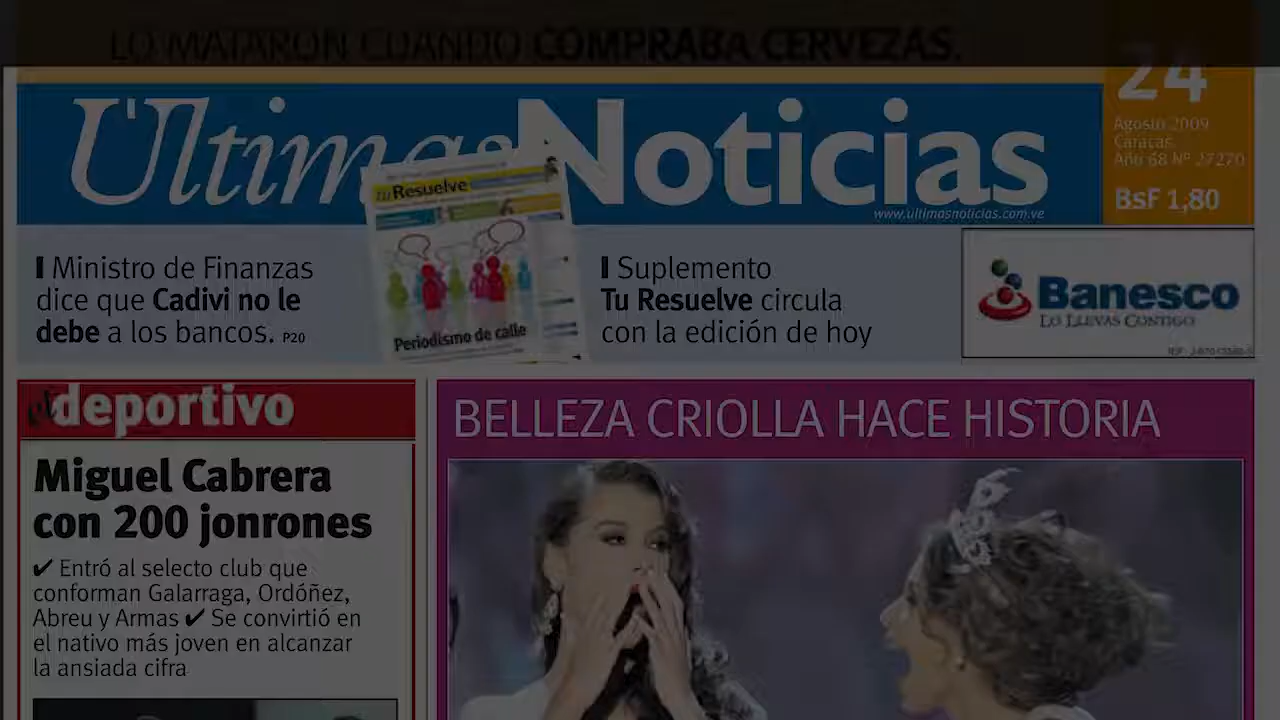 LO MATARON CUANDO COMPRABA CERVEZAS.
Últimas Noticias
24
Agosto 2009
Caracas.
Año 68 Nº 27270
BsF 1,80
www.ultimasnoticias.com.ve
Ministro de Finanzas
dice que Cadivi no le
debe a los bancos. P20
Tu Resuelve
Periodismo de calle
Suplemento
Tu Resuelve circula
con la edición de hoy
Banesco
LO LLEVAS CONTIGO
el deportivo
Miguel Cabrera
con 200 jonrones
✔ Entró al selecto club que
conforman Galarraga, Ordóñez,
Abreu y Armas ✔ Se convirtió en
el nativo más joven en alcanzar
la ansiada cifra
BELLEZA CRIOLLA HACE HISTORIA